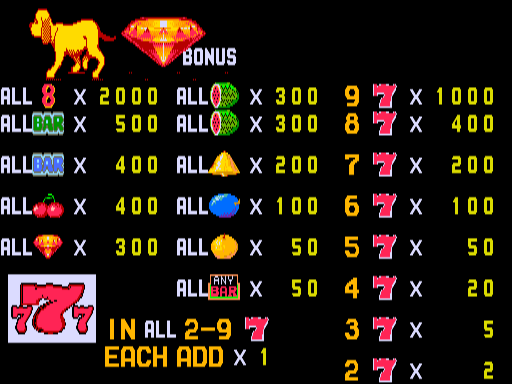 BONUS
ALL 8 X 2000 ALL X 300 9 7 X 1000
ALL BAR X 500 ALL X 300 8 7 X 400
ALL BAR X 400 ALL X 200 7 7 X 200
ALL X 400 ALL X 100 6 7 X 100
ALL X 300 ALL X 50 5 7 X 50
ALL ANY BAR X 50 4 7 X 20
777
IN ALL 2-9 7 3 7 X 5
EACH ADD X 1 2 7 X 2